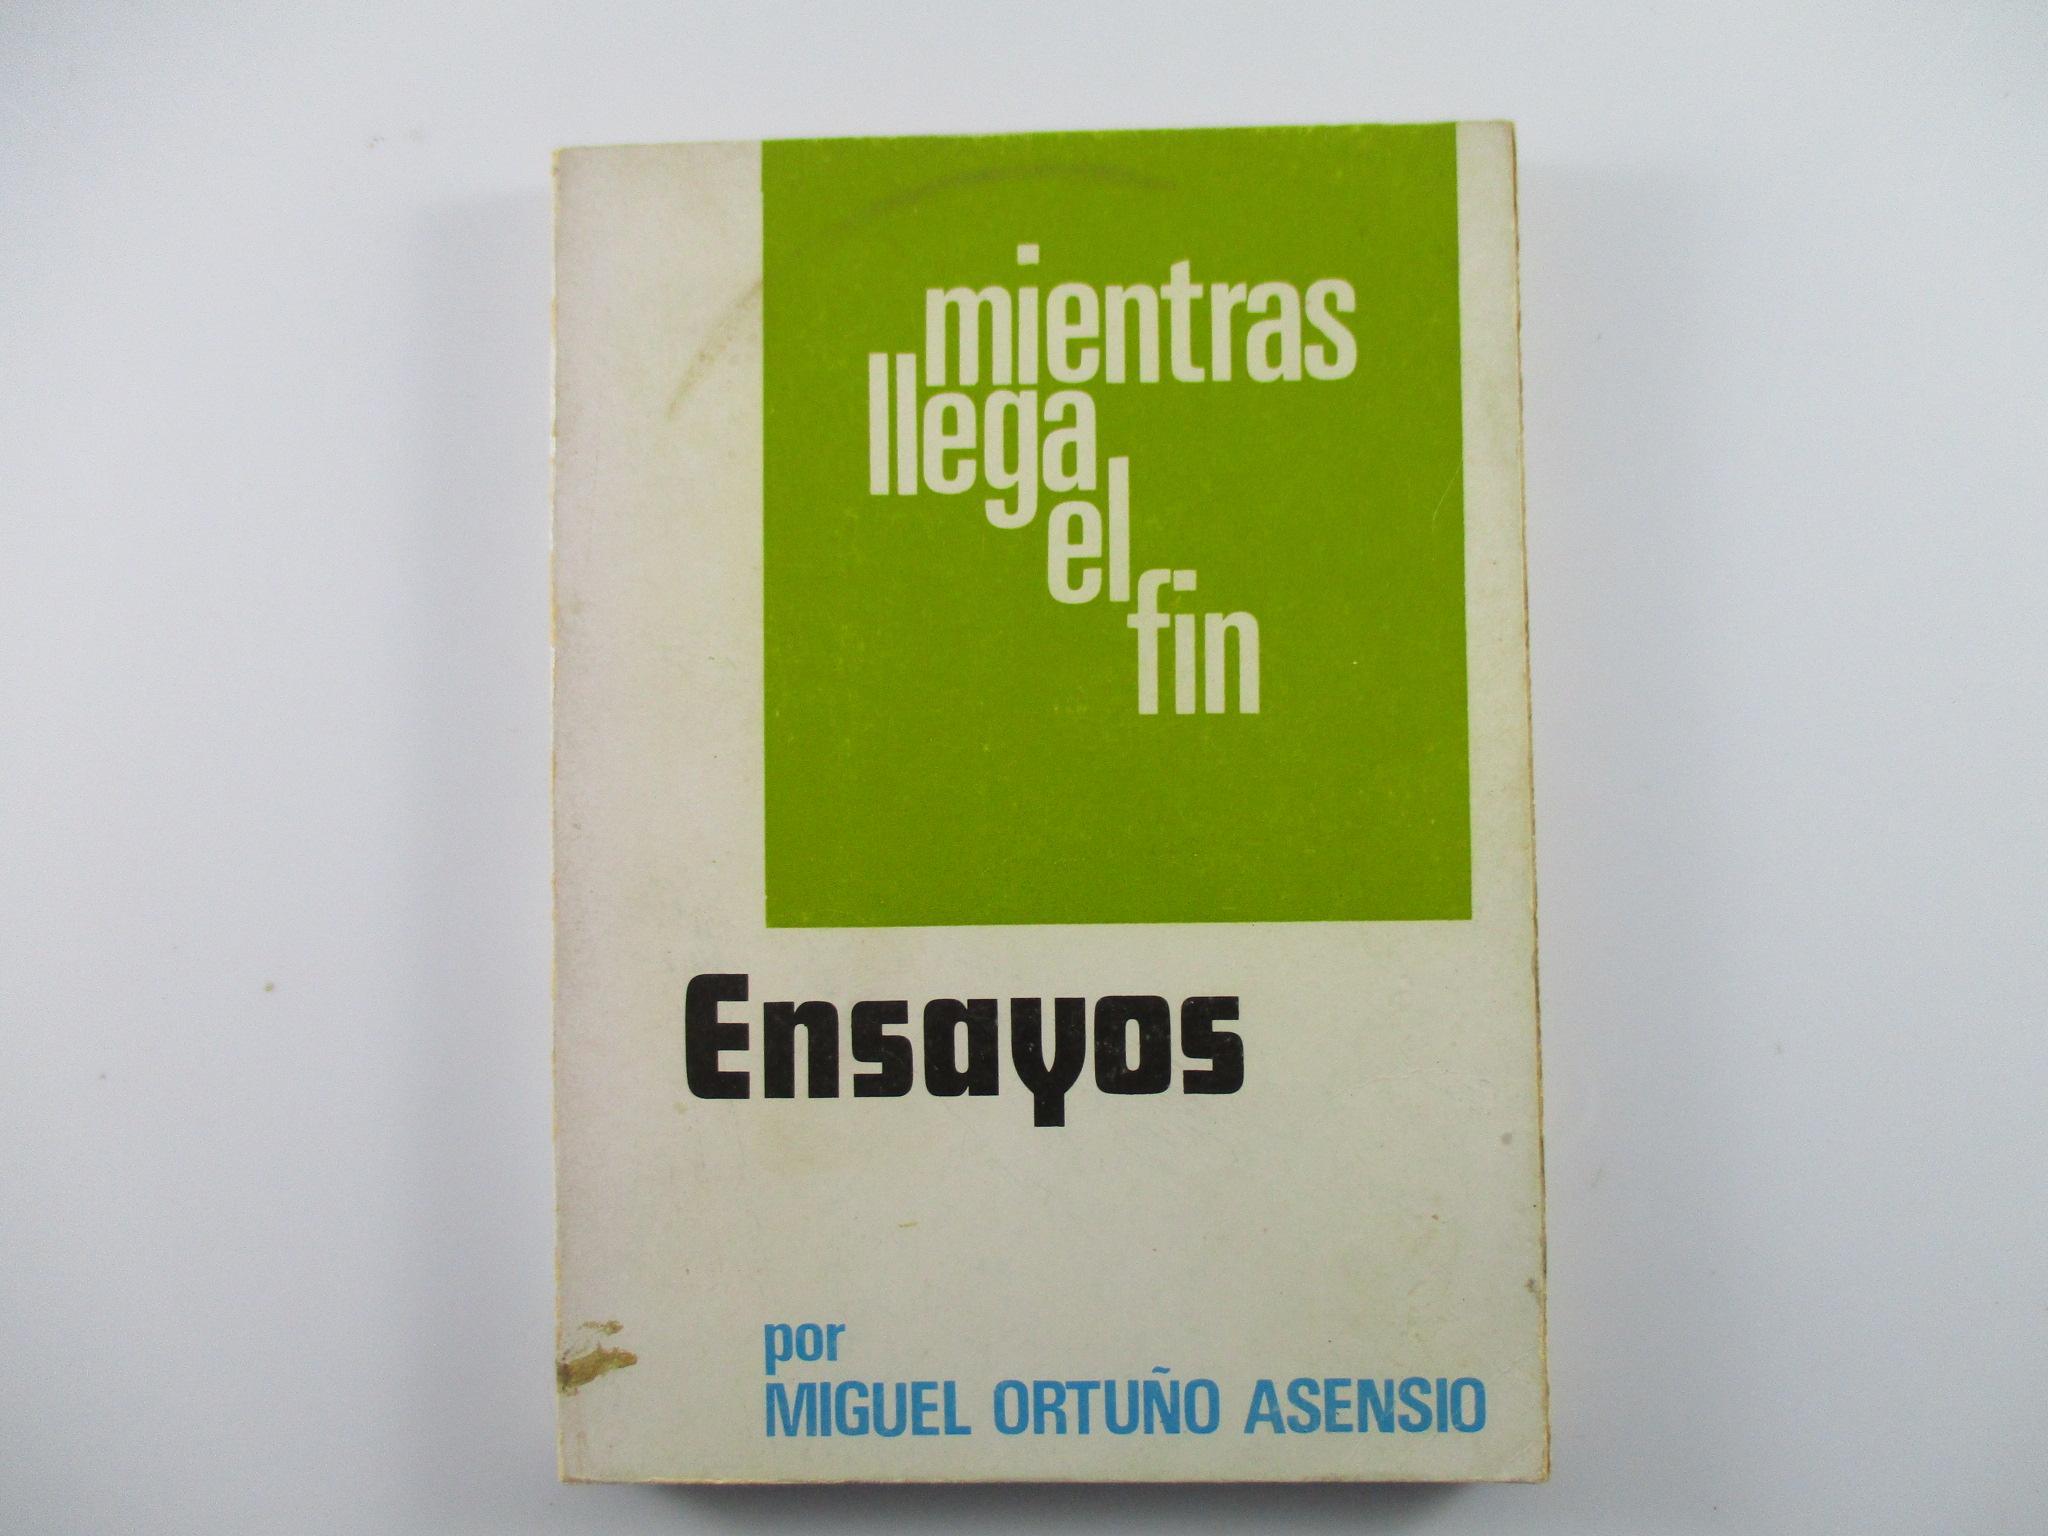 mientras
llega
el
fin
Ensayos
por
MIGUEL ORTUÑO ASENSIO